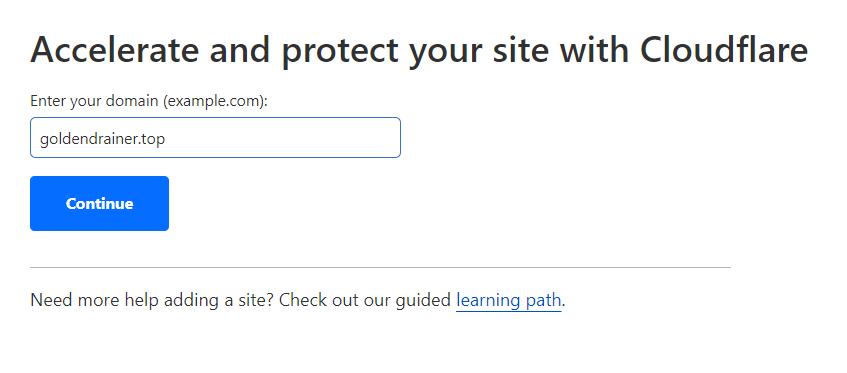 Accelerate and protect your site with Cloudflare
Enter your domain (example.com):
goldendrainer.top
Continue
Need more help adding a site? Check out our guided learning path.